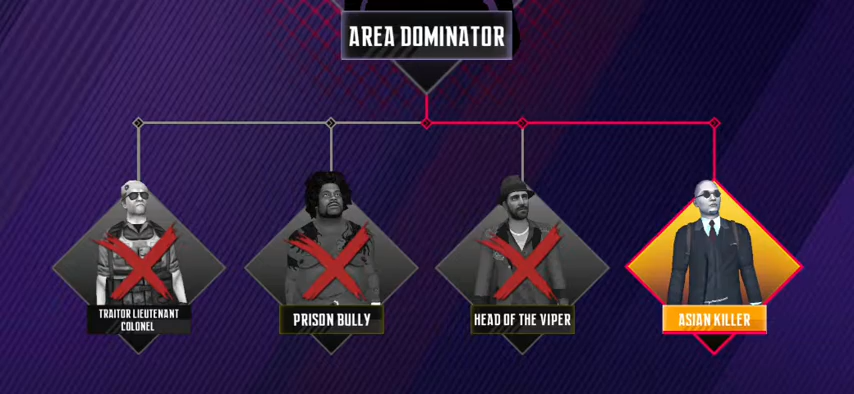 AREA DOMINATOR
TRAITOR LIEUTENANT
COLONEL
PRISON BULLY
HEAD OF THE VIPER
ASIAN KILLER